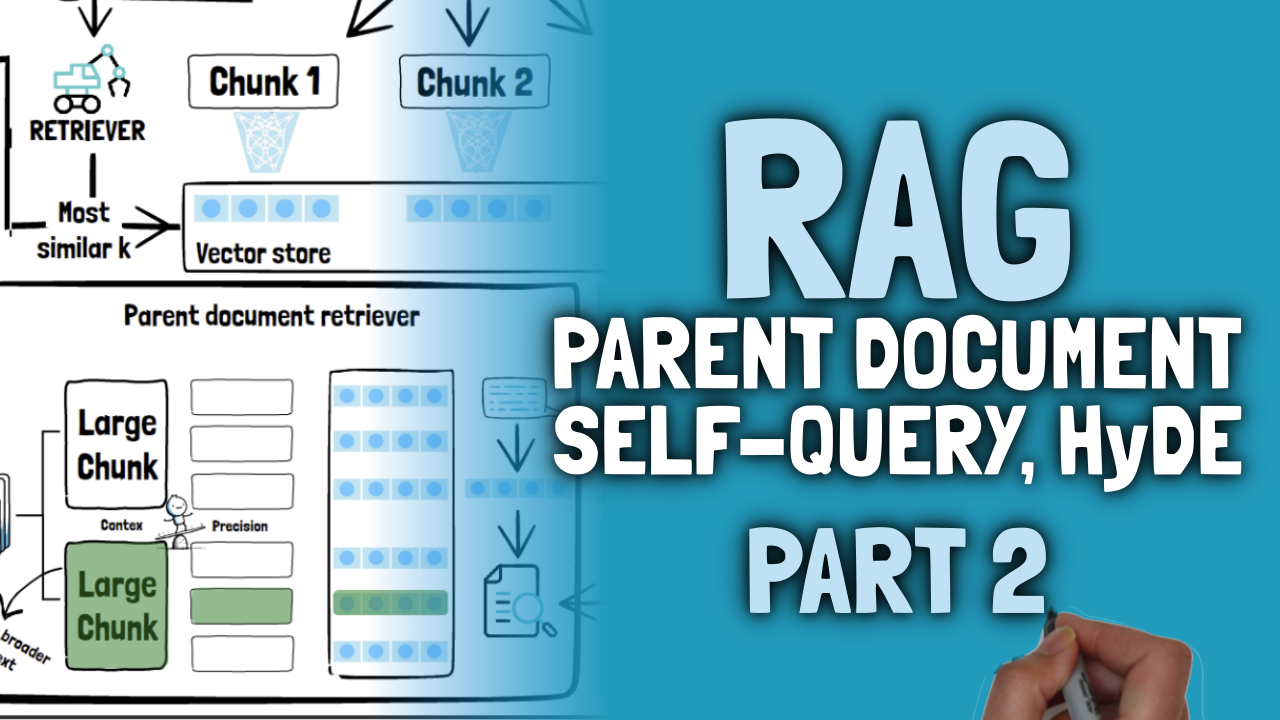 Chunk 1
Chunk 2
RETRIEVER
Most
similar k
Vector store
Parent document retriever
Large
Chunk
Contex
Precision
Large
Chunk
broader
RAG
PARENT DOCUMENT
SELF-QUERY, HyDE
PART 2